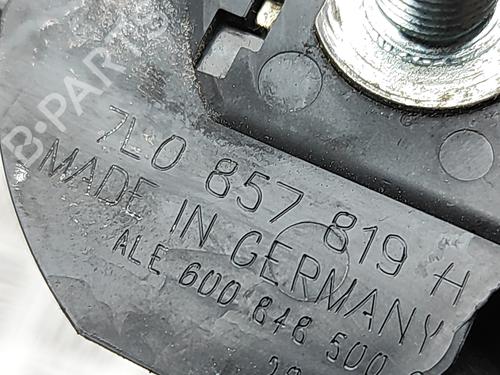 B-PARTS
7L0 857 819 H
MADE IN GERMANY
ALE 600 848 500